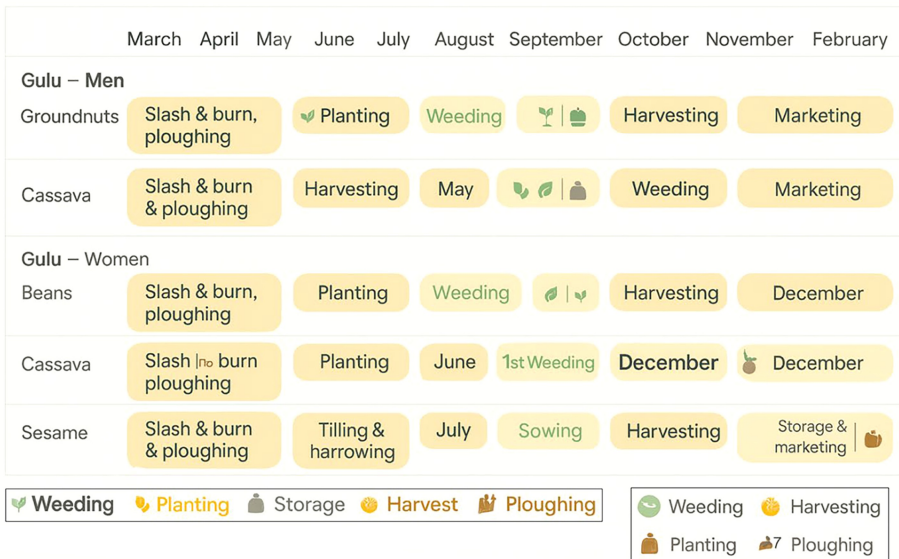 March April May June July August September October November February
Gulu – Men
Groundnuts Slash & burn, ploughing Planting Weeding Harvesting Marketing
Cassava Slash & burn & ploughing Harvesting May Weeding Marketing
Gulu – Women
Beans Slash & burn, ploughing Planting Weeding Harvesting December
Cassava Slash burn ploughing Planting June 1st Weeding December December
Sesame Slash & burn & ploughing Tilling & harrowing July Sowing Harvesting Storage & marketing
Weeding Planting Storage Harvest Ploughing
Weeding Harvesting
Planting 7 Ploughing